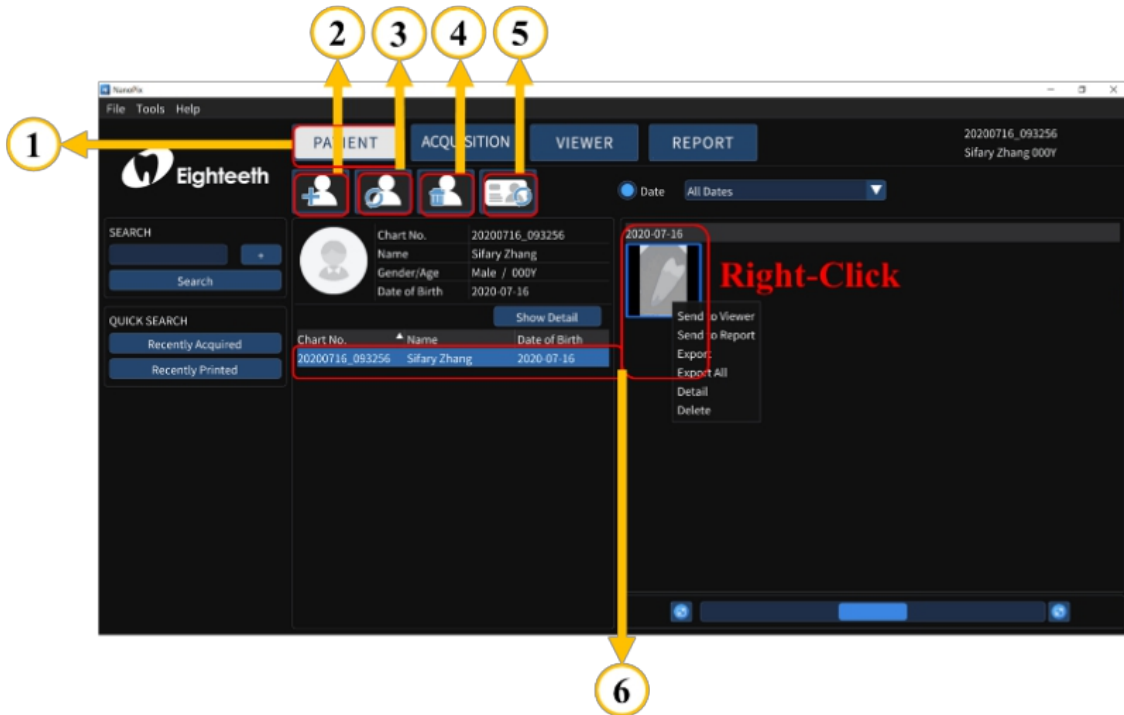 2 3 4 5
NanoPix
File Tools Help
1
PATIENT ACQUISITION VIEWER REPORT
20200716_093256
Sifary Zhang 000Y
Eighteeth
Date All Dates
SEARCH
+
Search
QUICK SEARCH
Recently Acquired
Recently Printed
Chart No. 20200716_093256
Name Sifary Zhang
Gender/Age Male / 000Y
Date of Birth 2020-07-16
Show Detail
Chart No. Name Date of Birth
20200716_093256 Sifary Zhang 2020-07-16
2020-07-16
Right-Click
Send to Viewer
Send to Report
Export
Export All
Detail
Delete
6